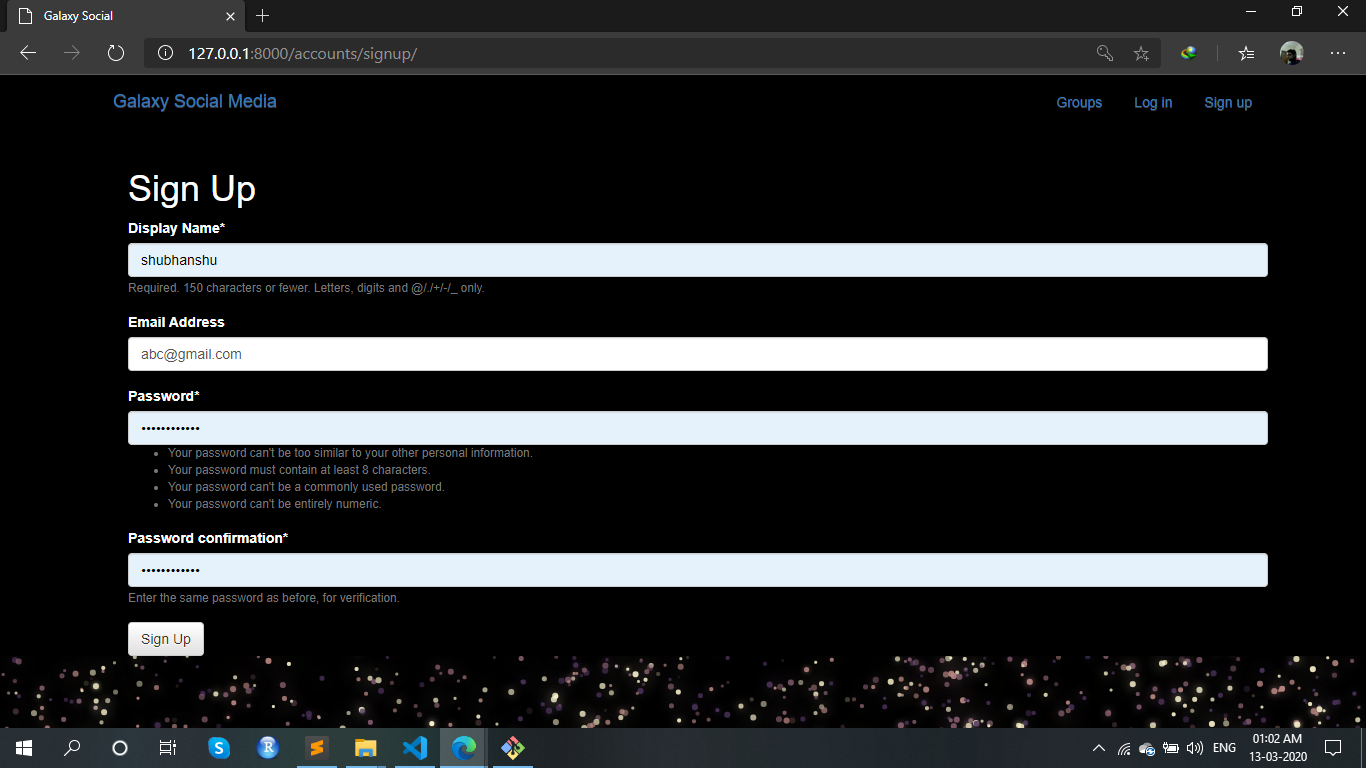 Galaxy Social
127.0.0.1:8000/accounts/signup/
Galaxy Social Media
Groups
Log in
Sign up
Sign Up
Display Name*
shubhanshu
Required. 150 characters or fewer. Letters, digits and @/./+/-/_ only.
Email Address
abc@gmail.com
Password*
••••••••••••
Your password can't be too similar to your other personal information.
Your password must contain at least 8 characters.
Your password can't be a commonly used password.
Your password can't be entirely numeric.
Password confirmation*
••••••••••••
Enter the same password as before, for verification.
Sign Up
S
R
ENG
01:02 AM
13-03-2020